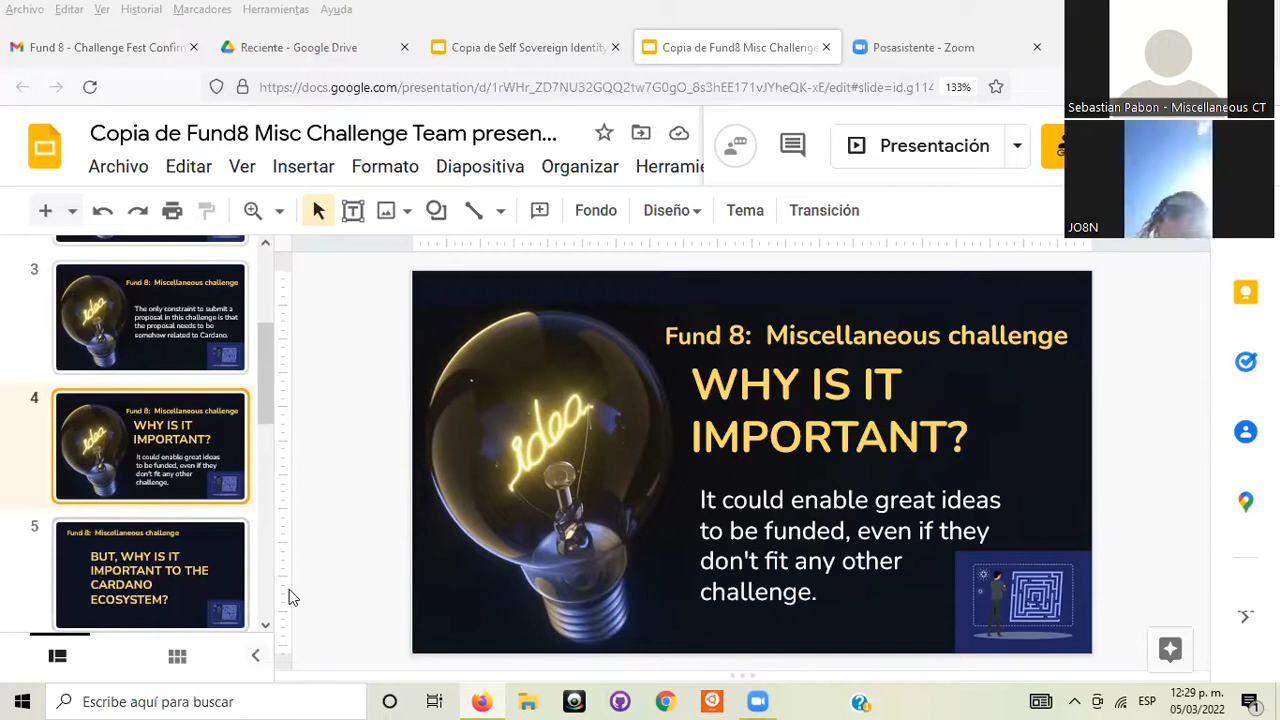 Archivo Editar Ver Historial Marcadores Herramientas Ayuda
Fund 8 - Challenge Fest Confirm
Reciente - Google Drive
Copia de Self Sovereign Identity
Copia de Fund8 Misc Challenge
Posasistente - Zoom
https://docs.google.com/presentation/d/1rWHr_ZD7NU32GQQ2tw7G0gO_8s3hEE171vJYheQK-xE/edit#slide=id.g114
133%
Sebastian Pabon - Miscellaneous CT
JO8N
Copia de Fund8 Misc Challenge Team presen...
Archivo Editar Ver Insertar Formato Diapositiva Organizar Herramie
Presentación
Fondo Diseño Tema Transición
3
Fund 8: Miscellaneous challenge
The only constraint to submit a
proposal in this challenge is that
the proposal needs to be
somehow related to Cardano.
4
Fund 8: Miscellaneous challenge
WHY IS IT
IMPORTANT?
It could enable great ideas
to be funded, even if they
don't fit any other
challenge.
5
Fund 8: Miscellaneous challenge
BUT, WHY IS IT
IMPORTANT TO THE
CARDANO
ECOSYSTEM?
idea
Fund 8: Miscellaneous challenge
WHY IS IT
IMPORTANT?
It could enable great ideas
to be funded, even if they
don't fit any other
challenge.
Escribe aquí para buscar
ESP
12:29 p. m.
05/03/2022
1